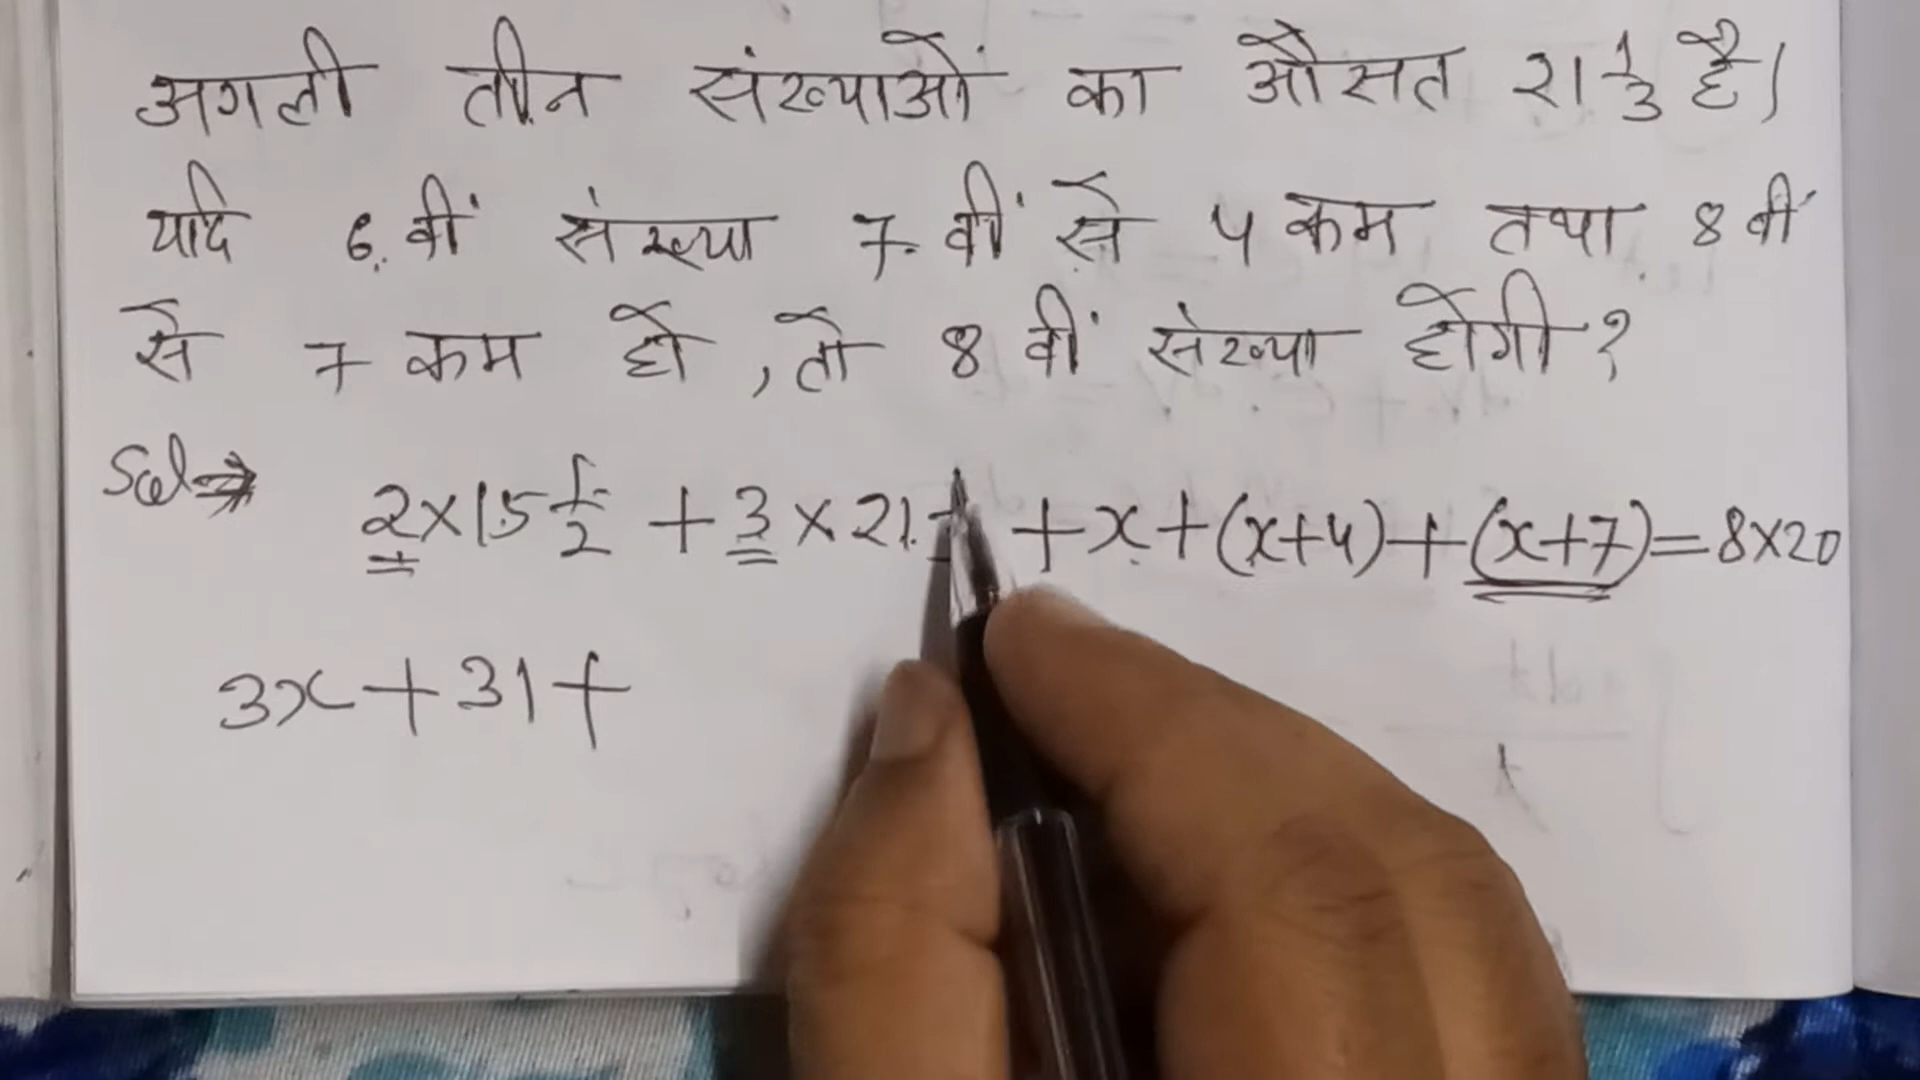 अगली तीन संख्याओं का औसत 21 1/3 है।
यदि 6 वीं संख्या 7 वीं से 4 कम तथा 8 वीं
से 7 कम हो, तो 8 वीं संख्या होगी?
Sol→ 2×15 1/2 + 3×21 + x + (x+4) + (x+7) = 8×20
3x + 31 +